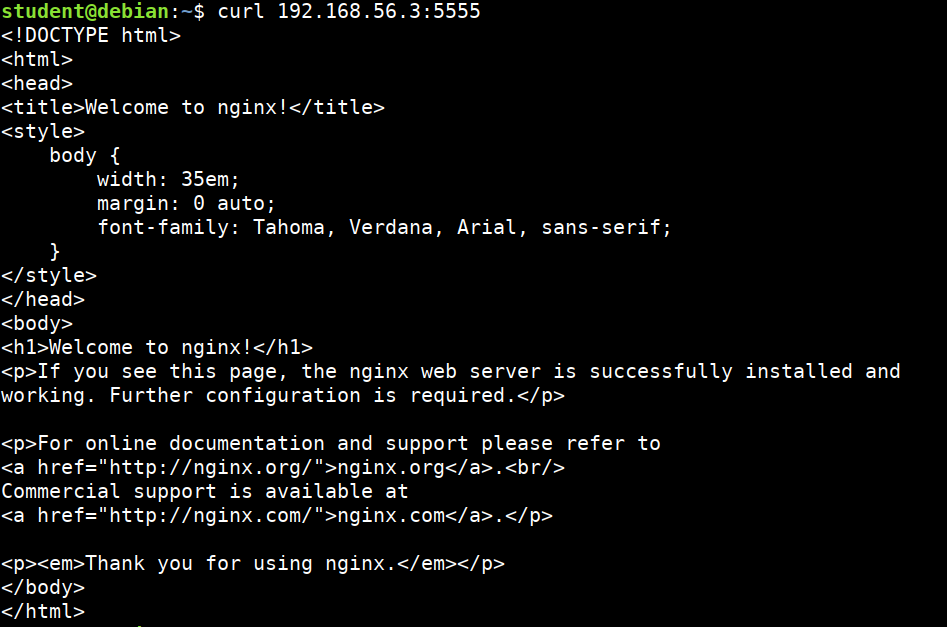 student@debian:~$ curl 192.168.56.3:5555
<!DOCTYPE html>
<html>
<head>
<title>Welcome to nginx!</title>
<style>
    body {
        width: 35em;
        margin: 0 auto;
        font-family: Tahoma, Verdana, Arial, sans-serif;
    }
</style>
</head>
<body>
<h1>Welcome to nginx!</h1>
<p>If you see this page, the nginx web server is successfully installed and
working. Further configuration is required.</p>

<p>For online documentation and support please refer to
<a href="http://nginx.org/">nginx.org</a>.<br/>
Commercial support is available at
<a href="http://nginx.com/">nginx.com</a>.</p>

<p><em>Thank you for using nginx.</em></p>
</body>
</html>